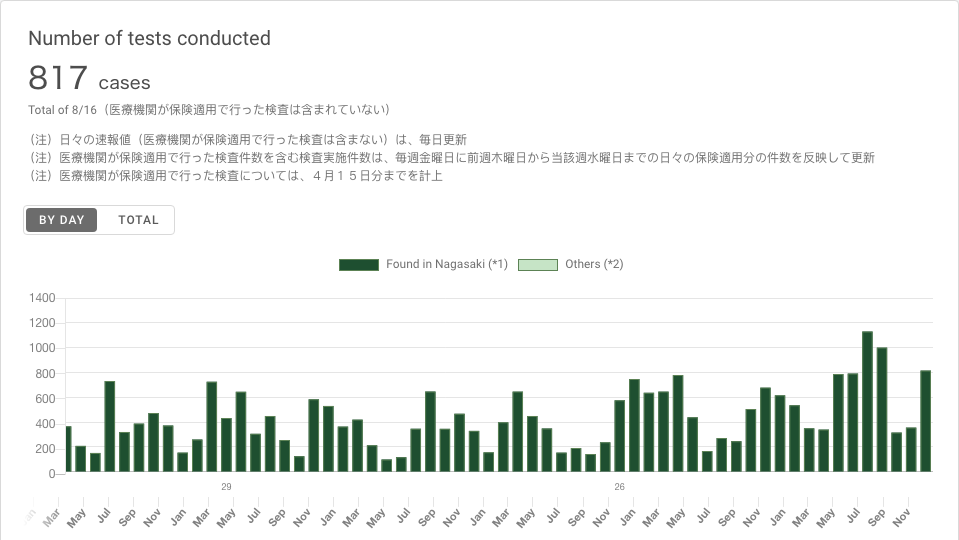 Number of tests conducted
817 cases
Total of 8/16（医療機関が保険適用で行った検査は含まれていない）
（注）日々の速報値（医療機関が保険適用で行った検査は含まない）は、毎日更新
（注）医療機関が保険適用で行った検査件数を含む検査実施件数は、毎週金曜日に前週木曜日から当該週水曜日までの日々の保険適用分の件数を反映して更新
（注）医療機関が保険適用で行った検査については、４月１５日分までを計上
BY DAY TOTAL
Found in Nagasaki (*1) Others (*2)
1400
1200
1000
800
600
400
200
0
29 26
Mar May Jul Sep Nov Jan Mar May Jul Sep Nov Jan Mar May Jul Sep Nov Jan Mar May Jul Sep Nov Jan Mar May Jul Sep Nov Jan Mar May Jul Sep Nov